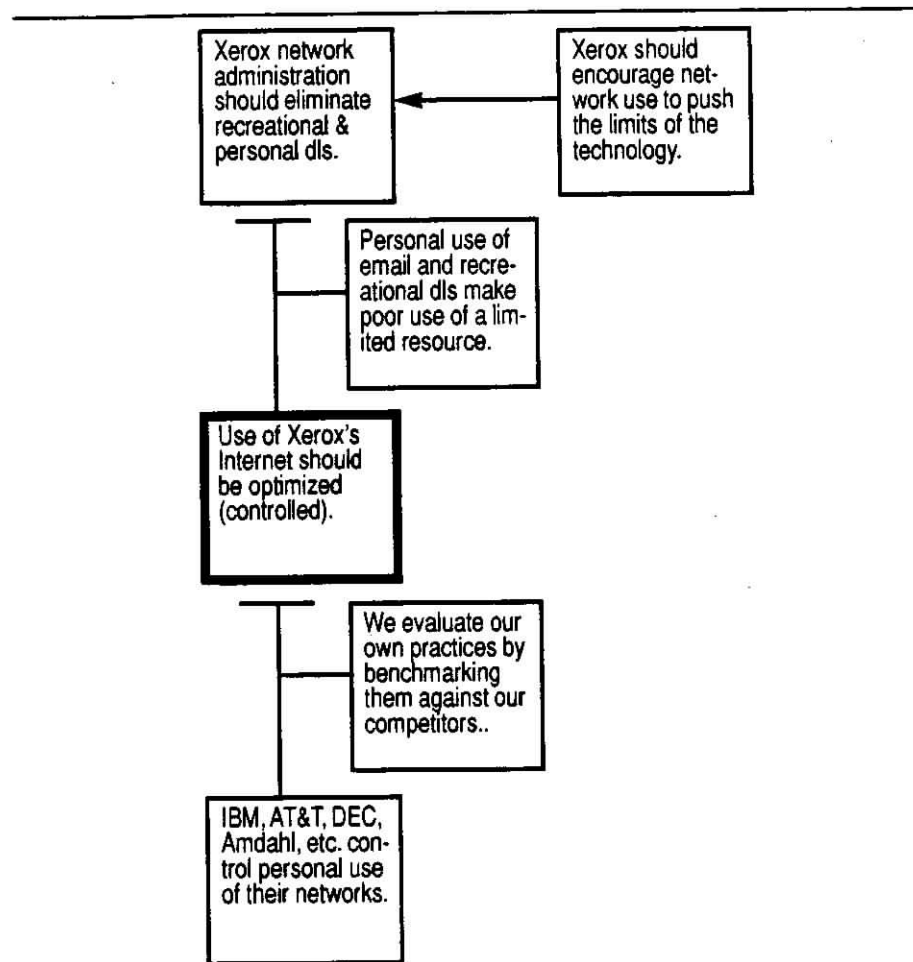 Xerox network
administration
should eliminate
recreational &
personal dls.
Xerox should
encourage net-
work use to push
the limits of the
technology.
Personal use of
email and recre-
ational dls make
poor use of a lim-
ited resource.
Use of Xerox's
Internet should
be optimized
(controlled).
We evaluate our
own practices by
benchmarking
them against our
competitors..
IBM, AT&T, DEC,
Amdahl, etc. con-
trol personal use
of their networks.